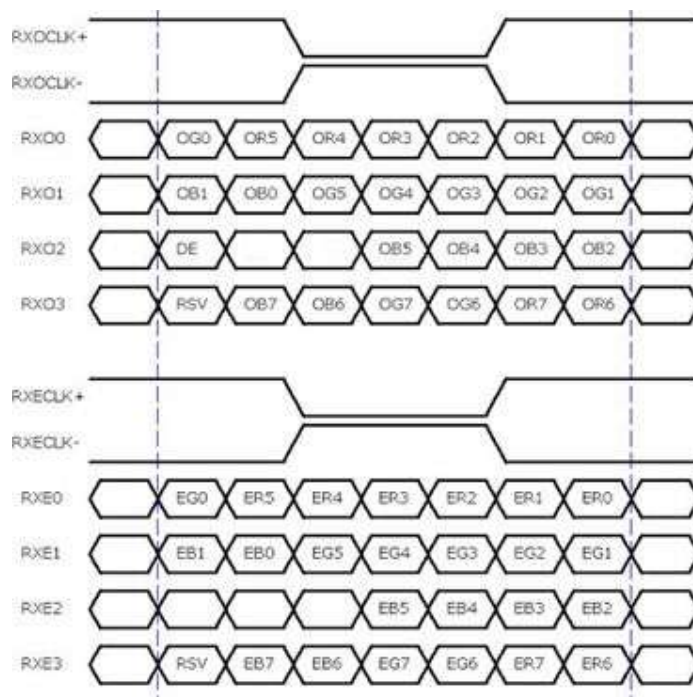 RXOCLK+
RXOCLK-
RXO0 OG0 OR5 OR4 OR3 OR2 OR1 OR0
RXO1 OB1 OB0 OG5 OG4 OG3 OG2 OG1
RXO2 DE OB5 OB4 OB3 OB2
RXO3 RSV OB7 OB6 OG7 OG6 OR7 OR6
RXECLK+
RXECLK-
RXE0 EG0 ER5 ER4 ER3 ER2 ER1 ER0
RXE1 EB1 EB0 EG5 EG4 EG3 EG2 EG1
RXE2 EB5 EB4 EB3 EB2
RXE3 RSV EB7 EB6 EG7 EG6 ER7 ER6